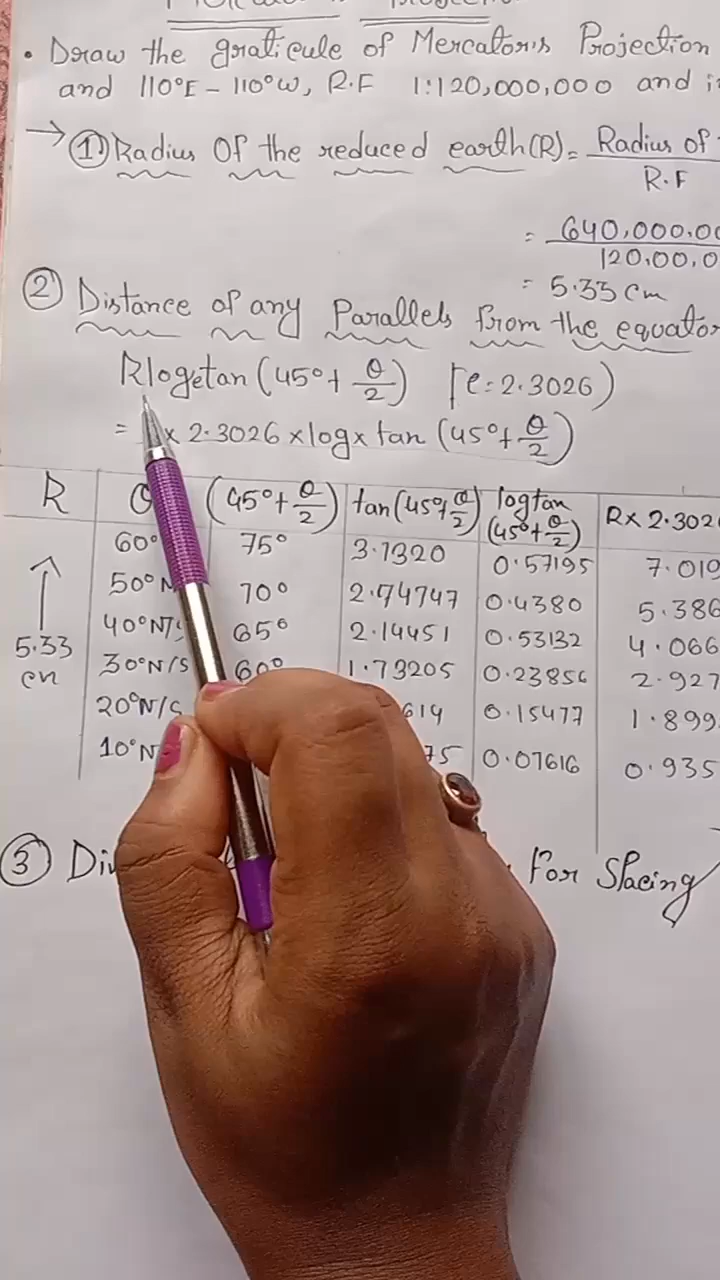 • Draw the graticule of Mercator's Projection
and 110°E - 110°W, R.F 1:120,000,000 and
→ ① Radius Of the reduced earth(R) = Radius of
R.F
= 640,000,00
120,00,0
= 5.33 cm
② Distance of any Parallels from the equator
Rlogetan (45° + θ/2) [e = 2.3026)
= x 2.3026 x log x tan (45° + θ/2)
R (45° + θ/2) tan(45° + θ/2) logtan (45° + θ/2) R x 2.302
60° 75° 3.7320 0.57195 7.019
50°N 70° 2.74747 0.4380 5.386
40°N/S 65° 2.14451 0.53132 4.066
5.33 cm
30°N/S 60° 1.73205 0.23856 2.927
20°N/S 614 0.15477 1.899
10°N 75 0.07616 0.935
③ For Spacing